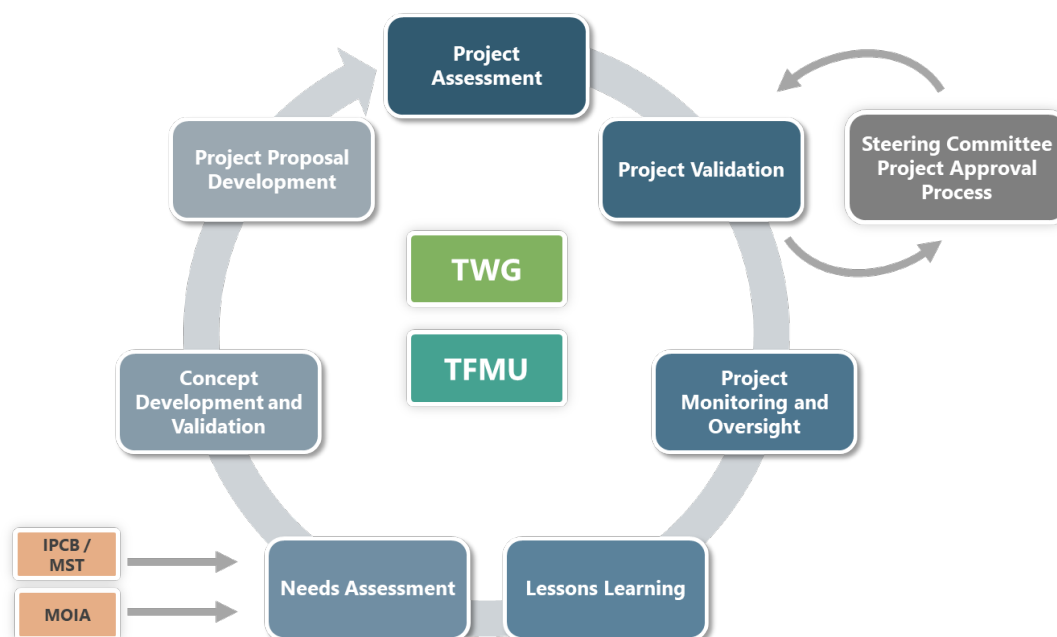 Project
Assessment
Project Proposal
Development
Project Validation
Steering Committee
Project Approval
Process
TWG
TFMU
Concept
Development and
Validation
Project
Monitoring and
Oversight
IPCB /
MST
MOIA
Needs Assessment
Lessons Learning